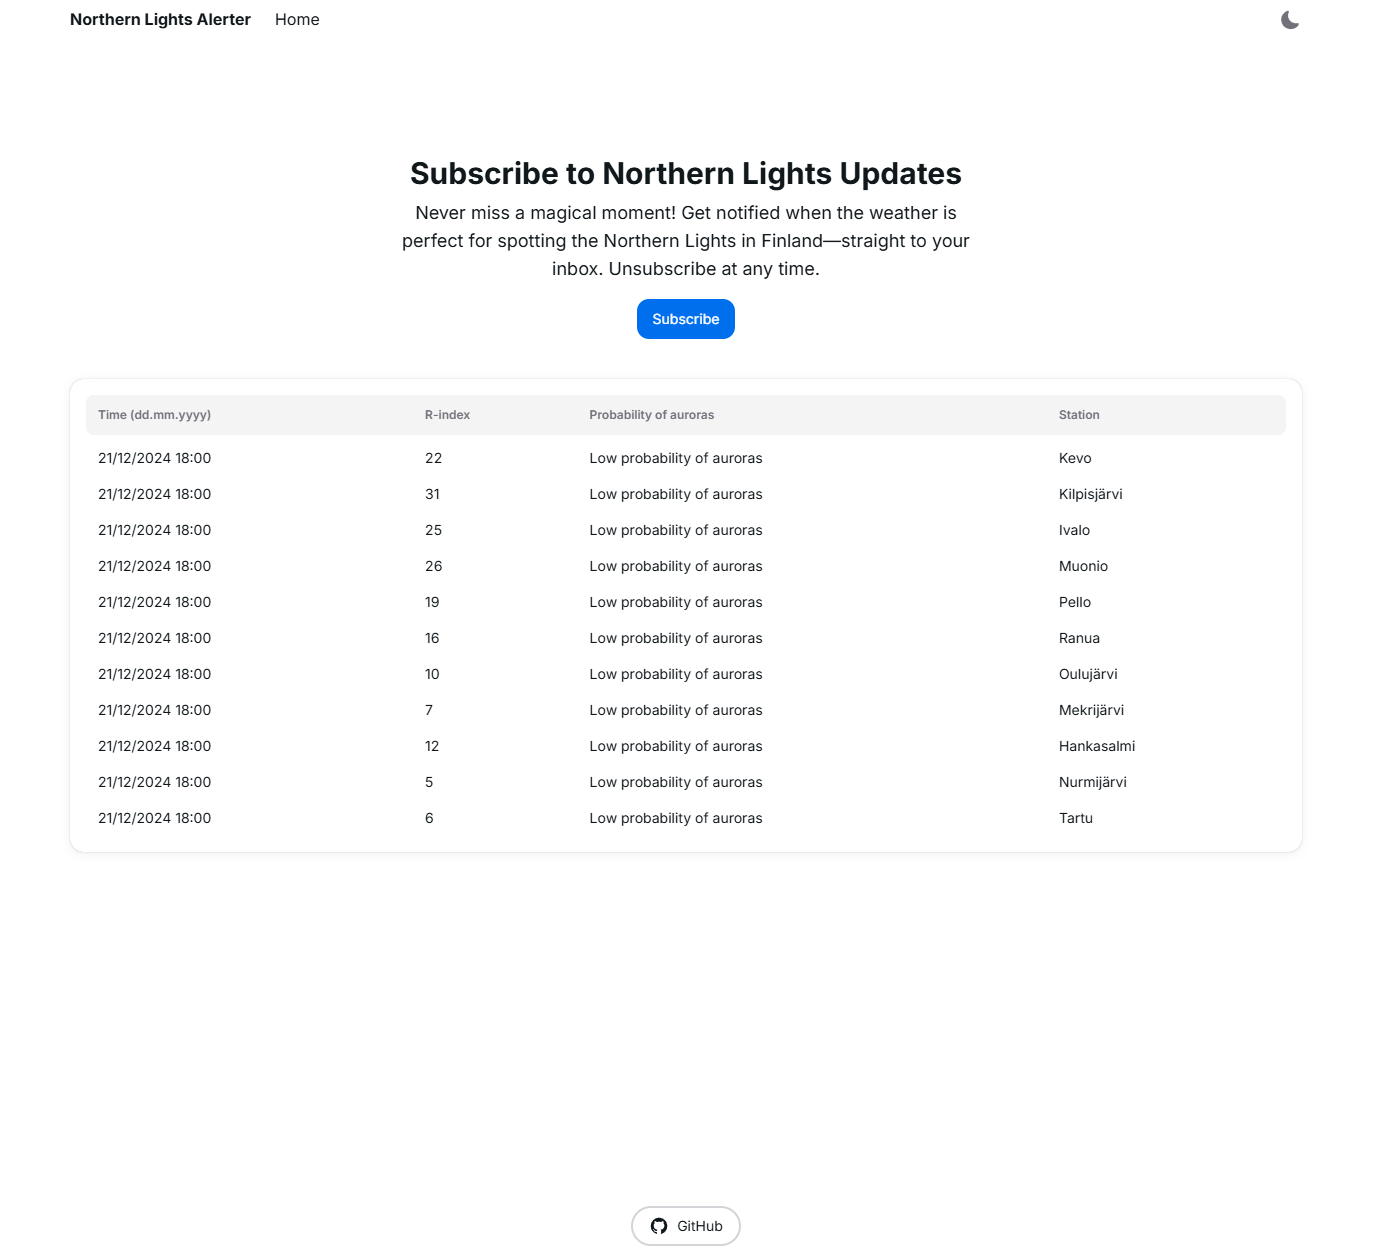 Northern Lights Alerter Home
Subscribe to Northern Lights Updates
Never miss a magical moment! Get notified when the weather is
perfect for spotting the Northern Lights in Finland—straight to your
inbox. Unsubscribe at any time.
Subscribe
Time (dd.mm.yyyy) R-index Probability of auroras Station
21/12/2024 18:00 22 Low probability of auroras Kevo
21/12/2024 18:00 31 Low probability of auroras Kilpisjärvi
21/12/2024 18:00 25 Low probability of auroras Ivalo
21/12/2024 18:00 26 Low probability of auroras Muonio
21/12/2024 18:00 19 Low probability of auroras Pello
21/12/2024 18:00 16 Low probability of auroras Ranua
21/12/2024 18:00 10 Low probability of auroras Oulujärvi
21/12/2024 18:00 7 Low probability of auroras Mekrijärvi
21/12/2024 18:00 12 Low probability of auroras Hankasalmi
21/12/2024 18:00 5 Low probability of auroras Nurmijärvi
21/12/2024 18:00 6 Low probability of auroras Tartu
GitHub